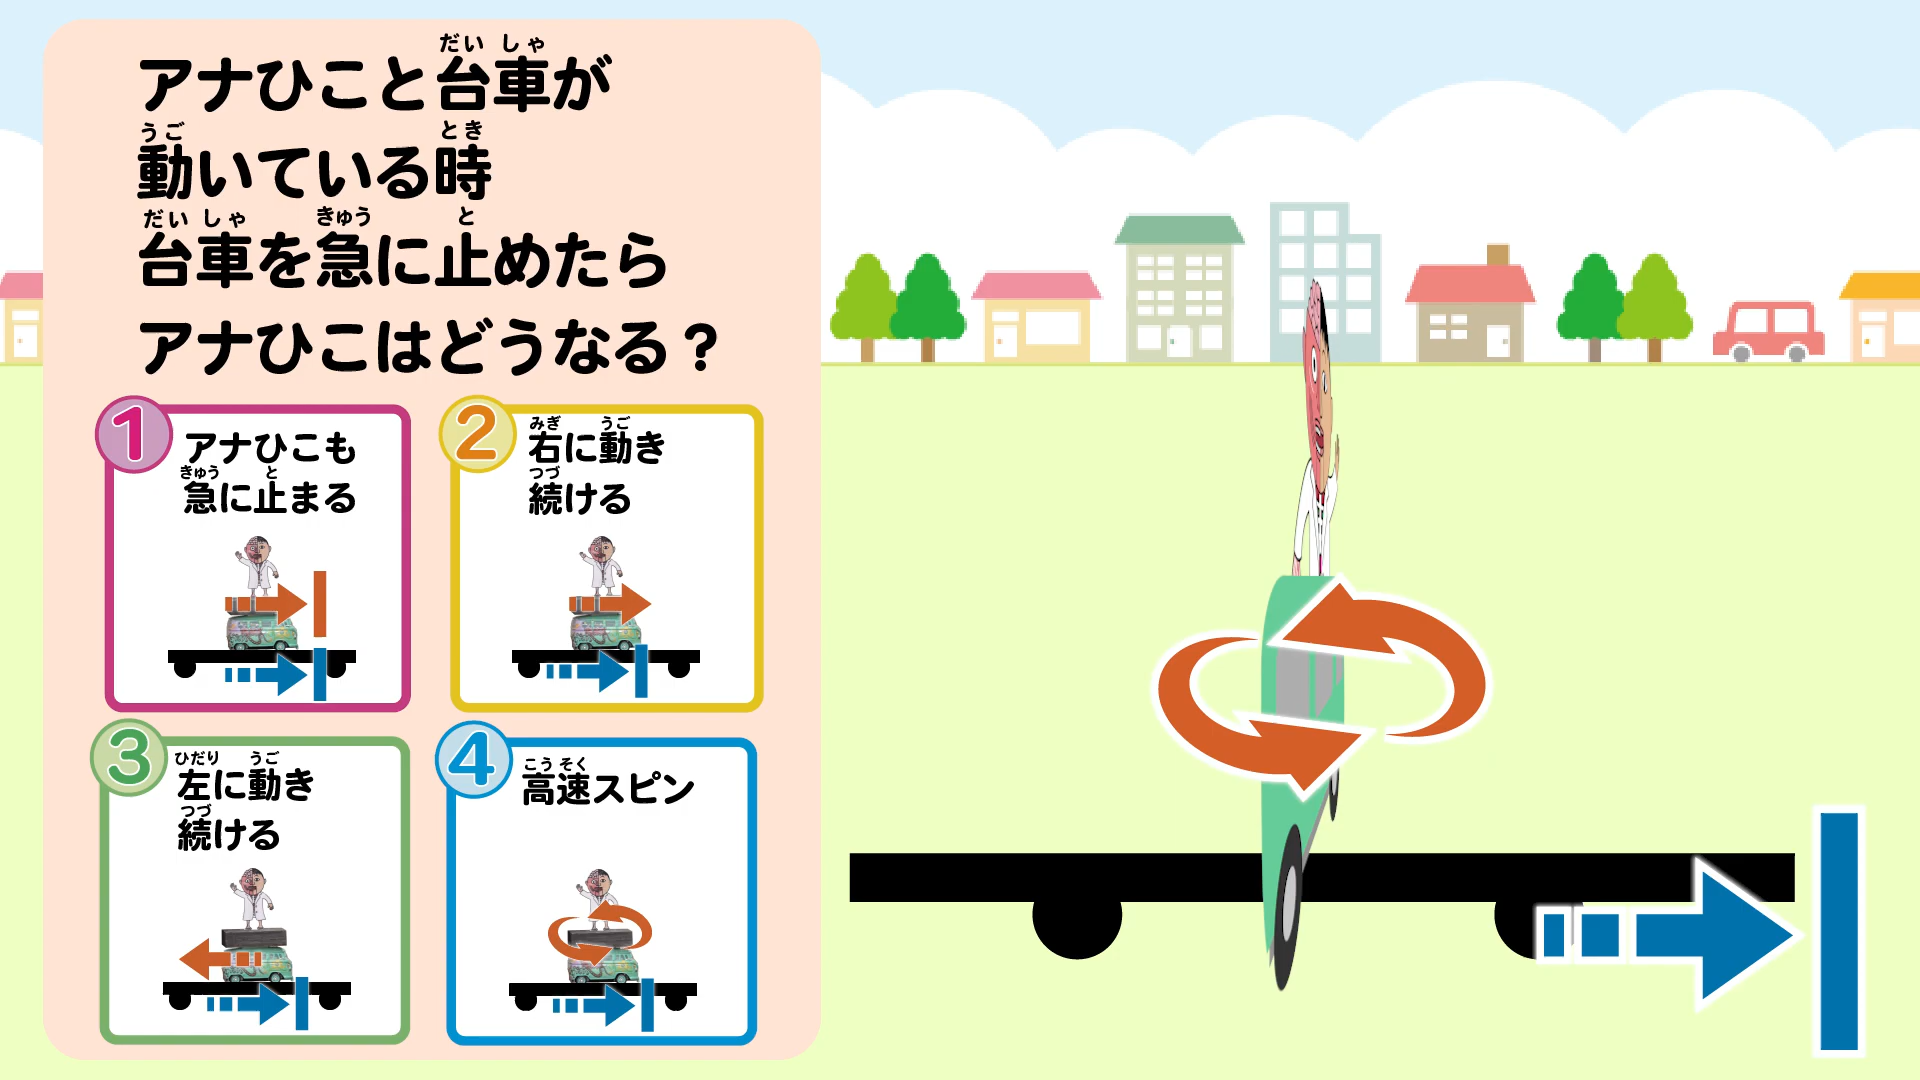 アナひこと台車が
動いている時
台車を急に止めたら
アナひこはどうなる？
1
アナひこも
急に止まる
2
右に動き
続ける
3
左に動き
続ける
4
高速スピン